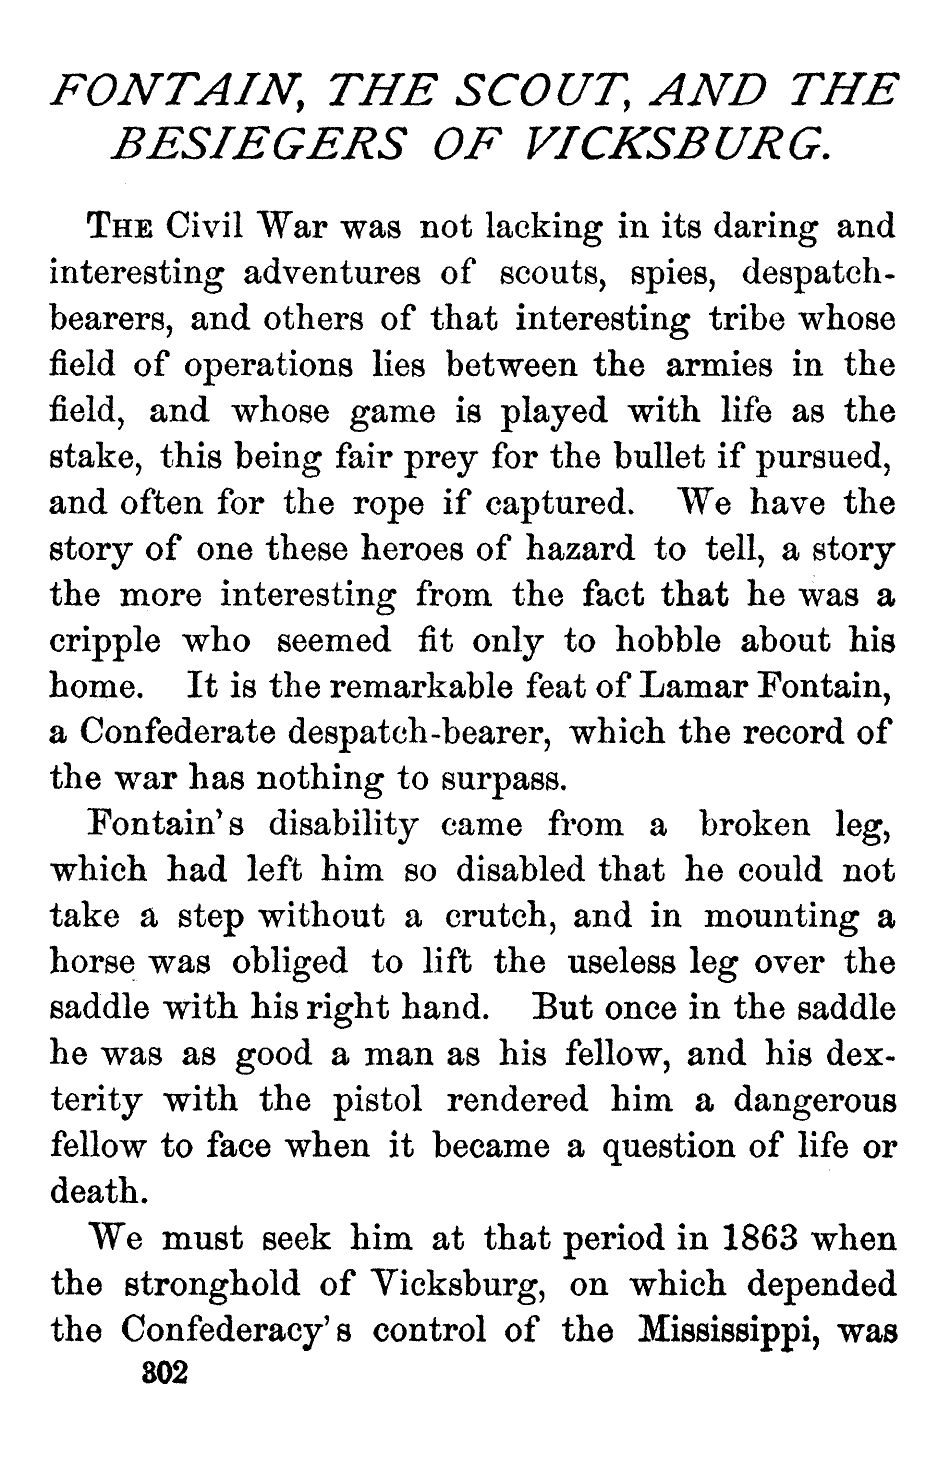 FONTAIN, THE SCOUT, AND THE
BESIEGERS OF VICKSBURG.
THE Civil War was not lacking in its daring and
interesting adventures of scouts, spies, despatch-
bearers, and others of that interesting tribe whose
field of operations lies between the armies in the
field, and whose game is played with life as the
stake, this being fair prey for the bullet if pursued,
and often for the rope if captured. We have the
story of one these heroes of hazard to tell, a story
the more interesting from the fact that he was a
cripple who seemed fit only to hobble about his
home. It is the remarkable feat of Lamar Fontain,
a Confederate despatch-bearer, which the record of
the war has nothing to surpass.
Fontain's disability came from a broken leg,
which had left him so disabled that he could not
take a step without a crutch, and in mounting a
horse was obliged to lift the useless leg over the
saddle with his right hand. But once in the saddle
he was as good a man as his fellow, and his dex-
terity with the pistol rendered him a dangerous
fellow to face when it became a question of life or
death.
We must seek him at that period in 1863 when
the stronghold of Vicksburg, on which depended
the Confederacy's control of the Mississippi, was
302